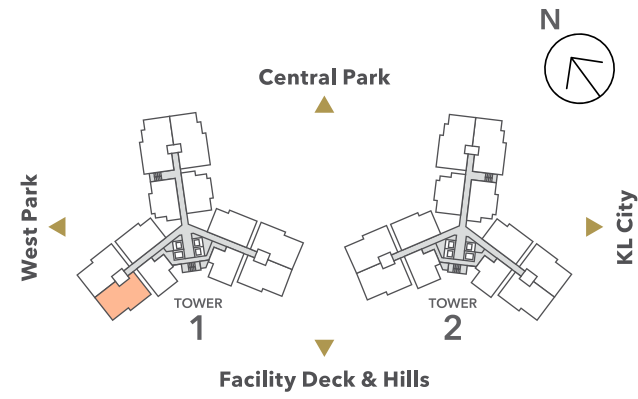 N
Central Park
West Park
KL City
TOWER
1
TOWER
2
Facility Deck & Hills